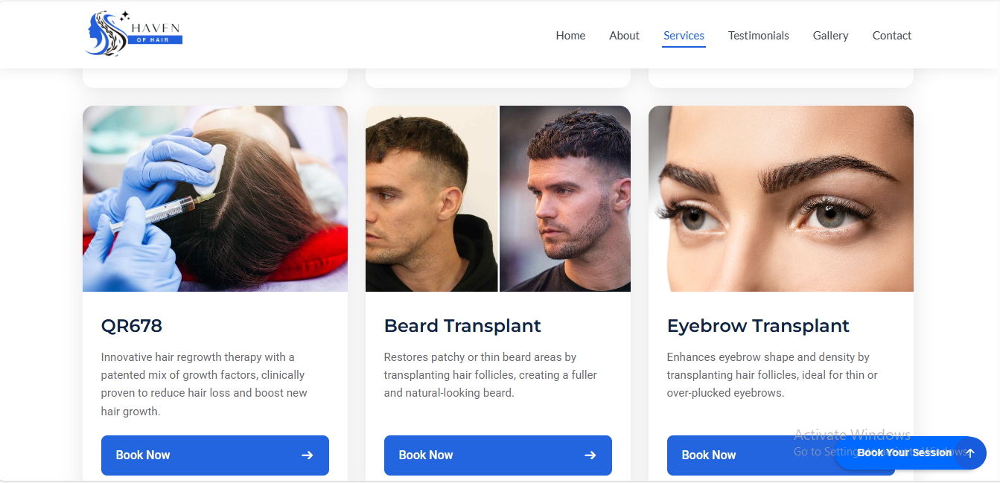 HAVEN
OF HAIR
Home About Services Testimonials Gallery Contact
QR678
Innovative hair regrowth therapy with a
patented mix of growth factors, clinically
proven to reduce hair loss and boost new
hair growth.
Book Now
Beard Transplant
Restores patchy or thin beard areas by
transplanting hair follicles, creating a fuller
and natural-looking beard.
Book Now
Eyebrow Transplant
Enhances eyebrow shape and density by
transplanting hair follicles, ideal for thin or
over-plucked eyebrows.
Book Now
Activate Windows
Go to Settings to activate Windows.
Book Your Session